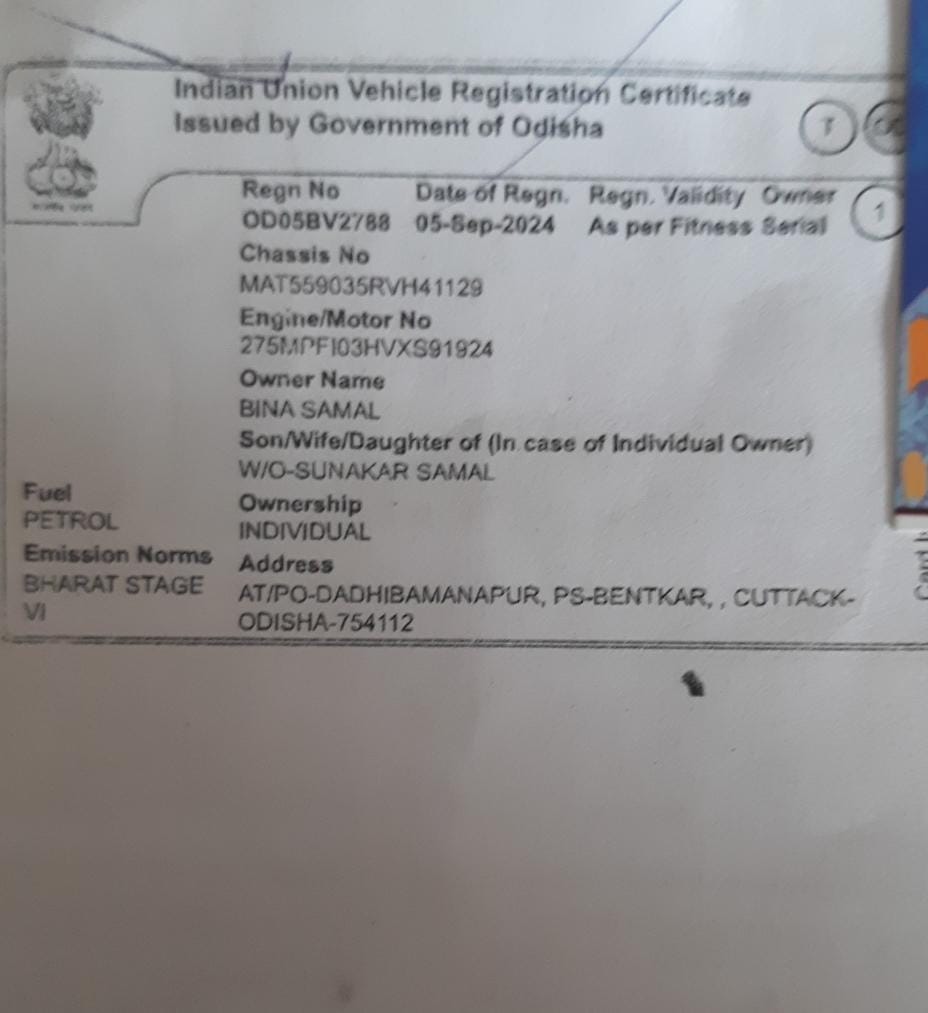 Indian Union Vehicle Registration Certificate
Issued by Government of Odisha
T
Regn No Date of Regn. Regn. Validity Owner
OD05BV2788 05-Sep-2024 As per Fitness Serial 1
Chassis No
MAT559035RVH41129
Engine/Motor No
275MPFI03HVXS91924
Owner Name
BINA SAMAL
Son/Wife/Daughter of (In case of Individual Owner)
W/O-SUNAKAR SAMAL
Fuel Ownership
PETROL INDIVIDUAL
Emission Norms Address
BHARAT STAGE AT/PO-DADHIBAMANAPUR, PS-BENTKAR, , CUTTACK-
VI ODISHA-754112